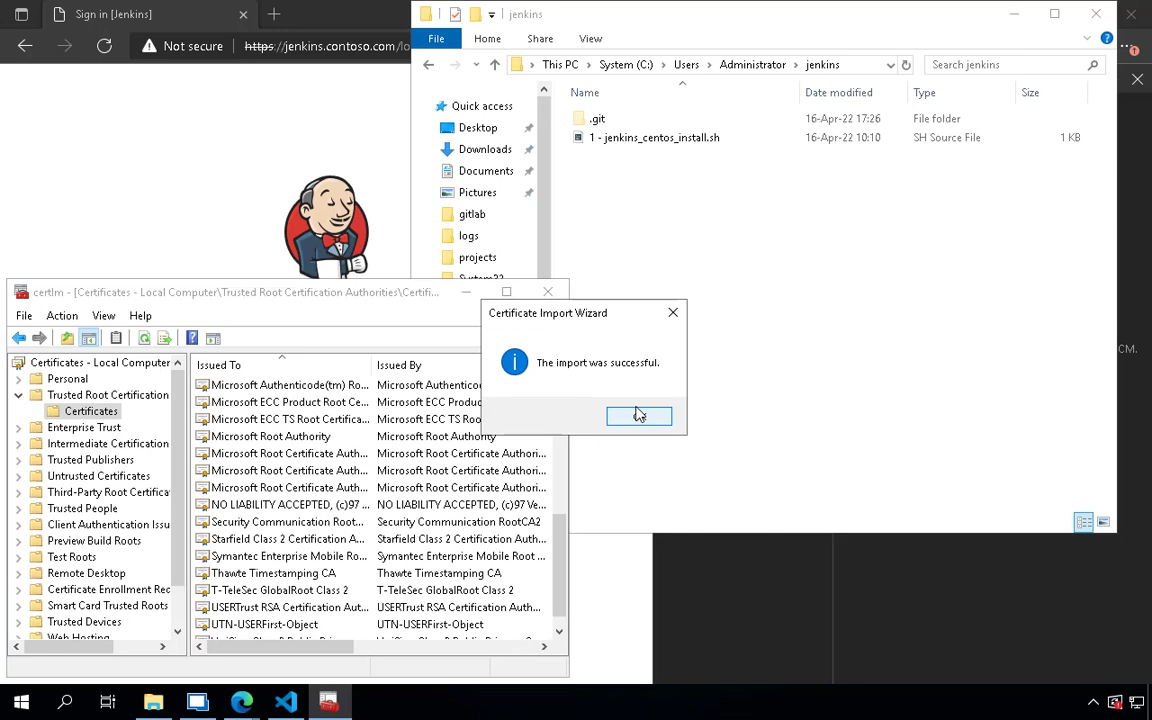 Sign in [Jenkins]
Not secure
https://jenkins.contoso.com/lo
jenkins
File
Home
Share
View
This PC
System (C:)
Users
Administrator
jenkins
Search jenkins
Name
Date modified
Type
Size
Quick access
Desktop
Downloads
Documents
Pictures
gitlab
logs
projects
System32
.git
16-Apr-22 17:26
File folder
1 - jenkins_centos_install.sh
16-Apr-22 10:10
SH Source File
1 KB
CM.
certlm - [Certificates - Local Computer\Trusted Root Certification Authorities\Certific...
File
Action
View
Help
Certificates - Local Computer
Personal
Trusted Root Certification
Certificates
Enterprise Trust
Intermediate Certification
Trusted Publishers
Untrusted Certificates
Third-Party Root Certifica
Trusted People
Client Authentication Issu
Preview Build Roots
Test Roots
Remote Desktop
Certificate Enrollment Rec
Smart Card Trusted Roots
Trusted Devices
Web Hosting
Issued To
Issued By
Microsoft Authenticode(tm) Ro...
Microsoft Authenticoc
Microsoft ECC Product Root Ce...
Microsoft ECC Produc
Microsoft ECC TS Root Certifica...
Microsoft ECC TS Roo
Microsoft Root Authority
Microsoft Root Authori...
Microsoft Root Certificate Auth...
Microsoft Root Certificate Authori...
Microsoft Root Certificate Auth...
Microsoft Root Certificate Authori...
Microsoft Root Certificate Auth...
Microsoft Root Certificate Authori...
NO LIABILITY ACCEPTED, (c)97 V...
NO LIABILITY ACCEPTED, (c)97 Ve...
Security Communication Root...
Security Communication RootCA2
Starfield Class 2 Certification A...
Starfield Class 2 Certification Auth...
Symantec Enterprise Mobile Ro...
Symantec Enterprise Mobile Root ...
Thawte Timestamping CA
Thawte Timestamping CA
T-TeleSec GlobalRoot Class 2
T-TeleSec GlobalRoot Class 2
USERTrust RSA Certification Aut...
USERTrust RSA Certification Auth...
UTN-USERFirst-Object
UTN-USERFirst-Object
Certificate Import Wizard
The import was successful.